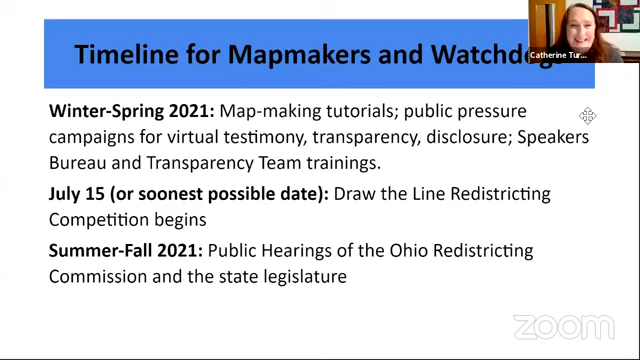 Timeline for Mapmakers and Watchdog
Catherine Tur...
Winter-Spring 2021: Map-making tutorials; public pressure
campaigns for virtual testimony, transparency, disclosure; Speakers
Bureau and Transparency Team trainings.
July 15 (or soonest possible date): Draw the Line Redistricting
Competition begins
Summer-Fall 2021: Public Hearings of the Ohio Redistricting
Commission and the state legislature
zoom